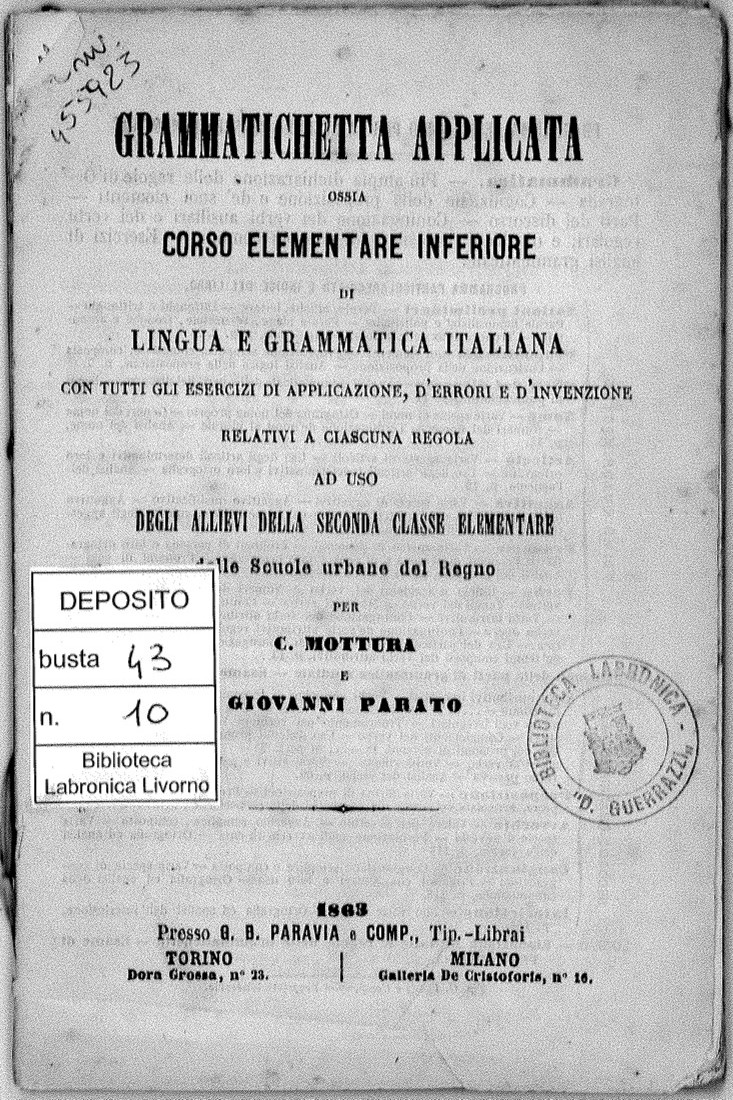 inv.
455923
GRAMMATICHETTA APPLICATA
OSSIA
CORSO ELEMENTARE INFERIORE
DI
LINGUA E GRAMMATICA ITALIANA
CON TUTTI GLI ESERCIZI DI APPLICAZIONE, D'ERRORI E D'INVENZIONE
RELATIVI A CIASCUNA REGOLA
AD USO
DEGLI ALLIEVI DELLA SECONDA CLASSE ELEMENTARE
delle Scuole urbane del Regno
PER
C. MOTTURA
E
GIOVANNI PARATO
DEPOSITO
busta 43
n. 10
Biblioteca
Labronica Livorno
BIBLIOTECA LABRONICA - "D. GUERRAZZI" -
1863
Presso G. B. PARAVIA e COMP., Tip.-Librai
TORINO
Dora Grossa, n° 23.
MILANO
Galleria De Cristoforis, n° 16.